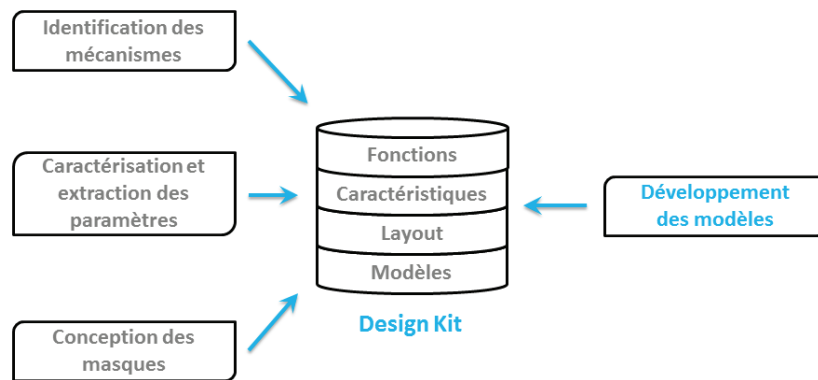 Identification des
mécanismes
Caractérisation et
extraction des
paramètres
Conception des
masques
Fonctions
Caractéristiques
Layout
Modèles
Design Kit
Développement
des modèles